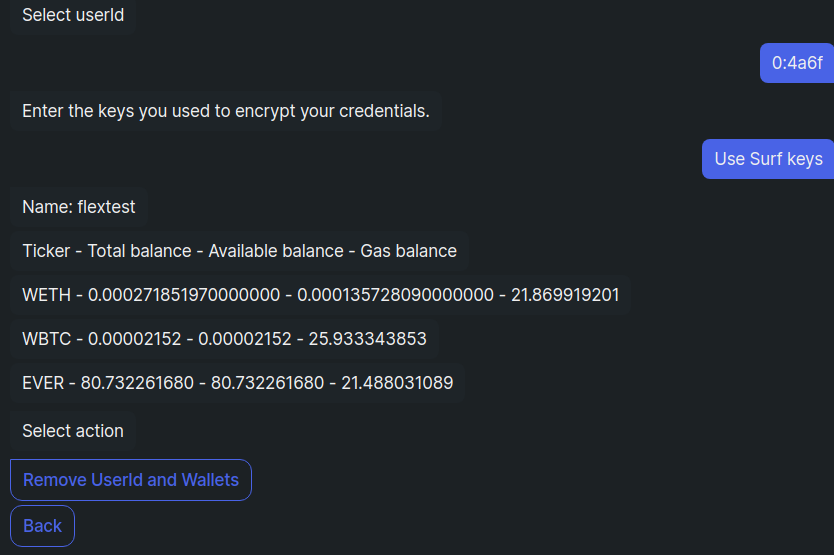 Select userId
0:4a6f
Enter the keys you used to encrypt your credentials.
Use Surf keys
Name: flextest
Ticker - Total balance - Available balance - Gas balance
WETH - 0.000271851970000000 - 0.000135728090000000 - 21.869919201
WBTC - 0.00002152 - 0.00002152 - 25.933343853
EVER - 80.732261680 - 80.732261680 - 21.488031089
Select action
Remove UserId and Wallets
Back